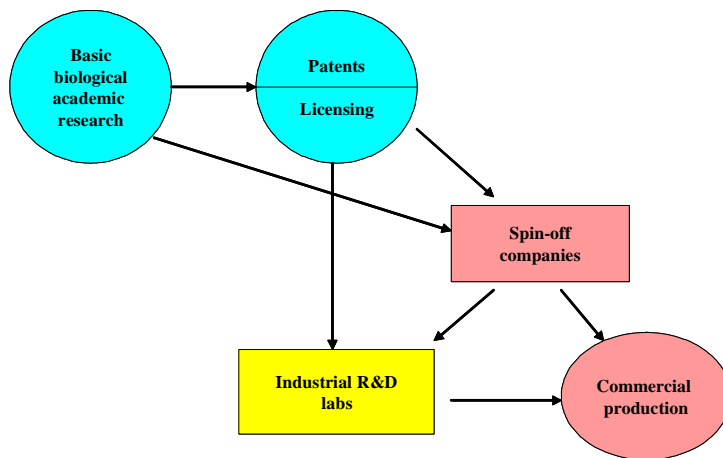 Basic
biological
academic
research
Patents
Licensing
Spin-off
companies
Industrial R&D
labs
Commercial
production